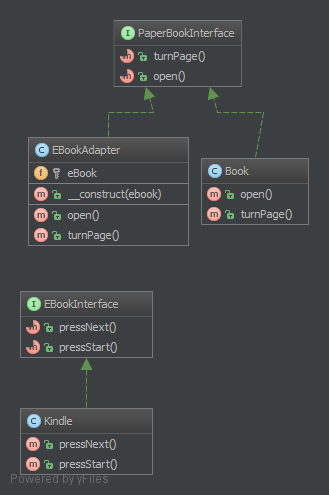 PaperBookInterface
turnPage()
open()
EBookAdapter
eBook
__construct(ebook)
open()
turnPage()
Book
open()
turnPage()
EBookInterface
pressNext()
pressStart()
Kindle
pressNext()
pressStart()
Powered by yFiles